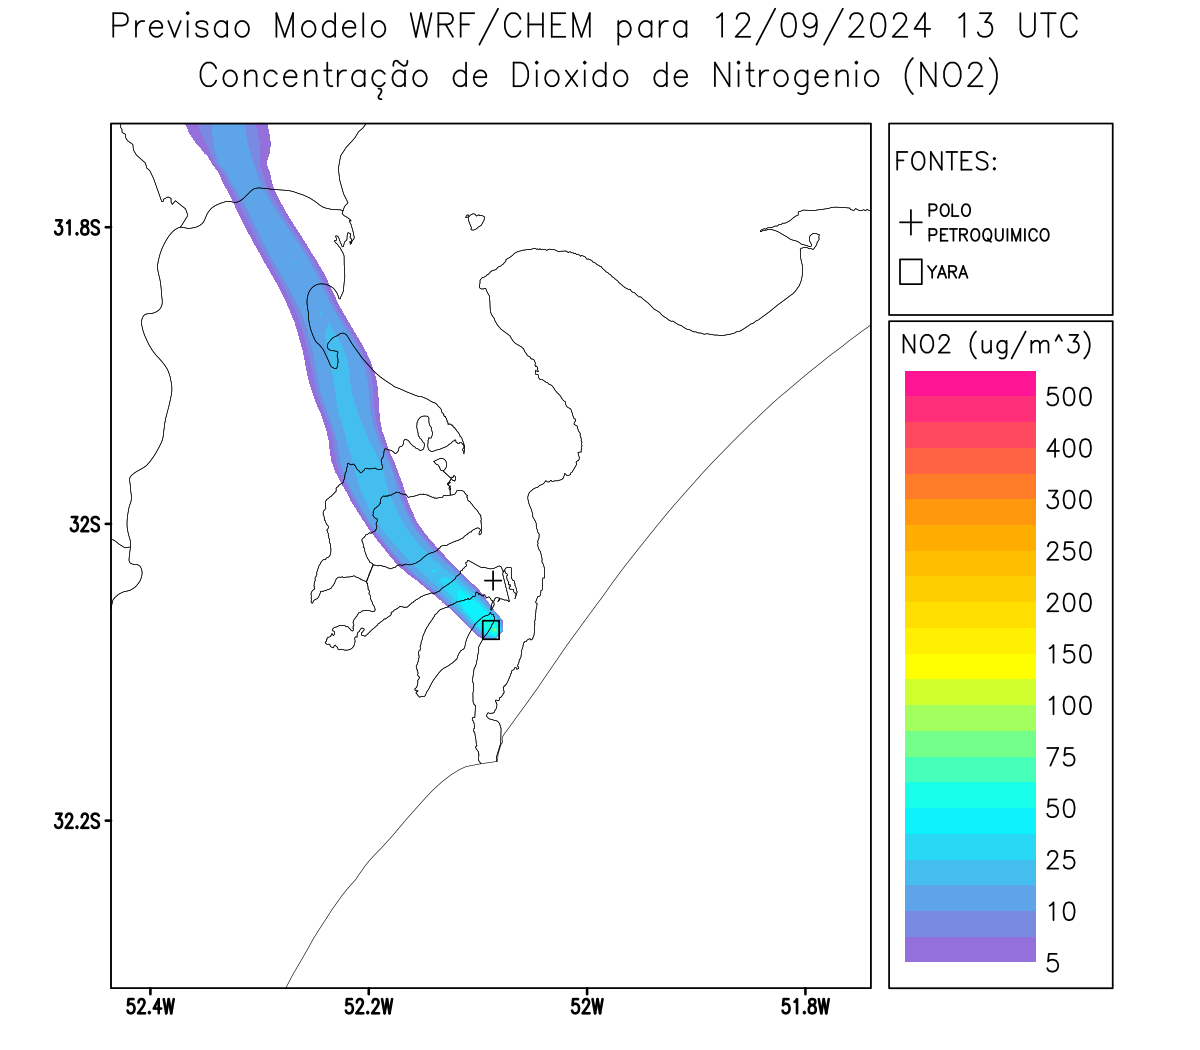 Previsao Modelo WRF/CHEM para 12/09/2024 13 UTC
Concentração de Dioxido de Nitrogenio (NO2)
FONTES:
POLO
PETROQUIMICO
YARA
31.8S
32S
32.2S
52.4W
52.2W
52W
51.8W
NO2 (ug/m^3)
500
400
300
250
200
150
100
75
50
25
10
5